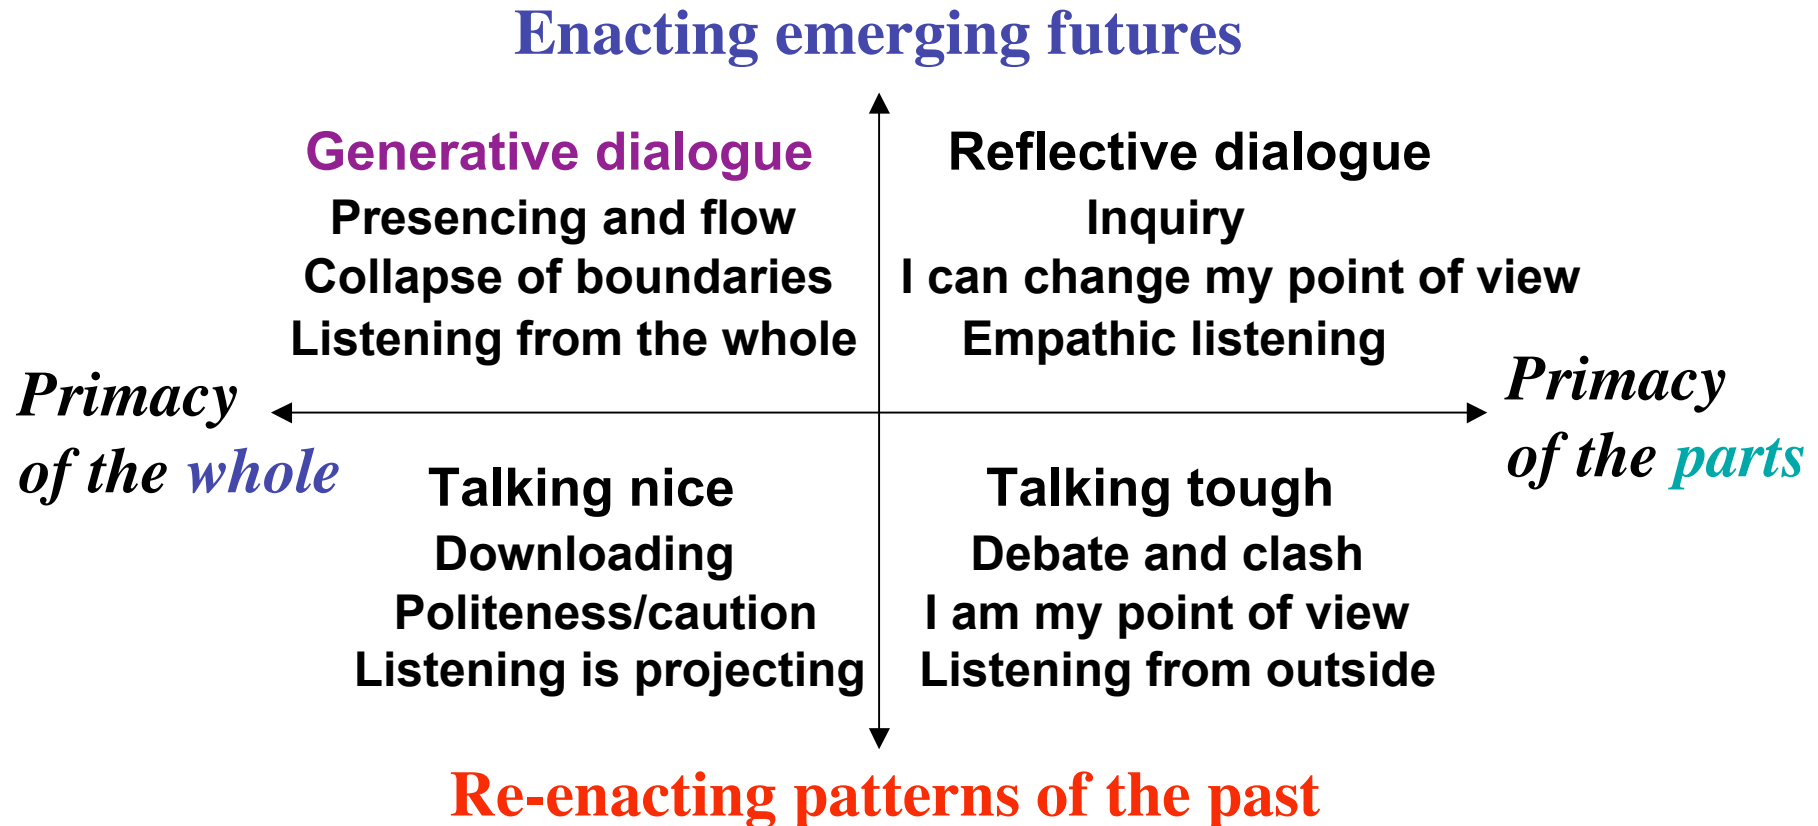 Enacting emerging futures
Generative dialogue
Presencing and flow
Collapse of boundaries
Listening from the whole
Reflective dialogue
Inquiry
I can change my point of view
Empathic listening
Primacy
of the whole
Primacy
of the parts
Talking nice
Downloading
Politeness/caution
Listening is projecting
Talking tough
Debate and clash
I am my point of view
Listening from outside
Re-enacting patterns of the past